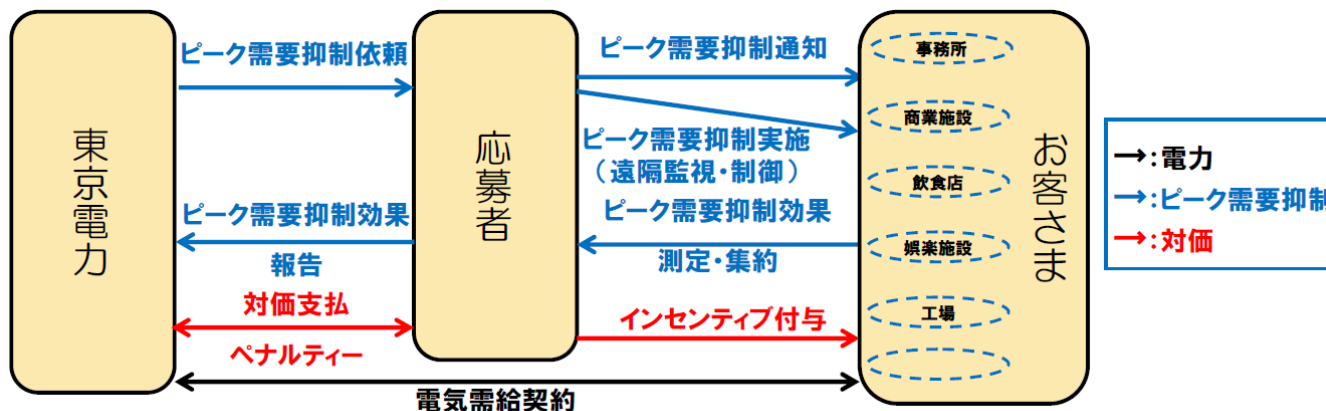 東京電力
ピーク需要抑制依頼
ピーク需要抑制効果
報告
対価支払
ペナルティー
応募者
ピーク需要抑制通知
ピーク需要抑制実施
（遠隔監視・制御）
ピーク需要抑制効果
測定・集約
インセンティブ付与
電気需給契約
事務所
商業施設
飲食店
娯楽施設
工場
お客さま
→：電力
→：ピーク需要抑制
→：対価